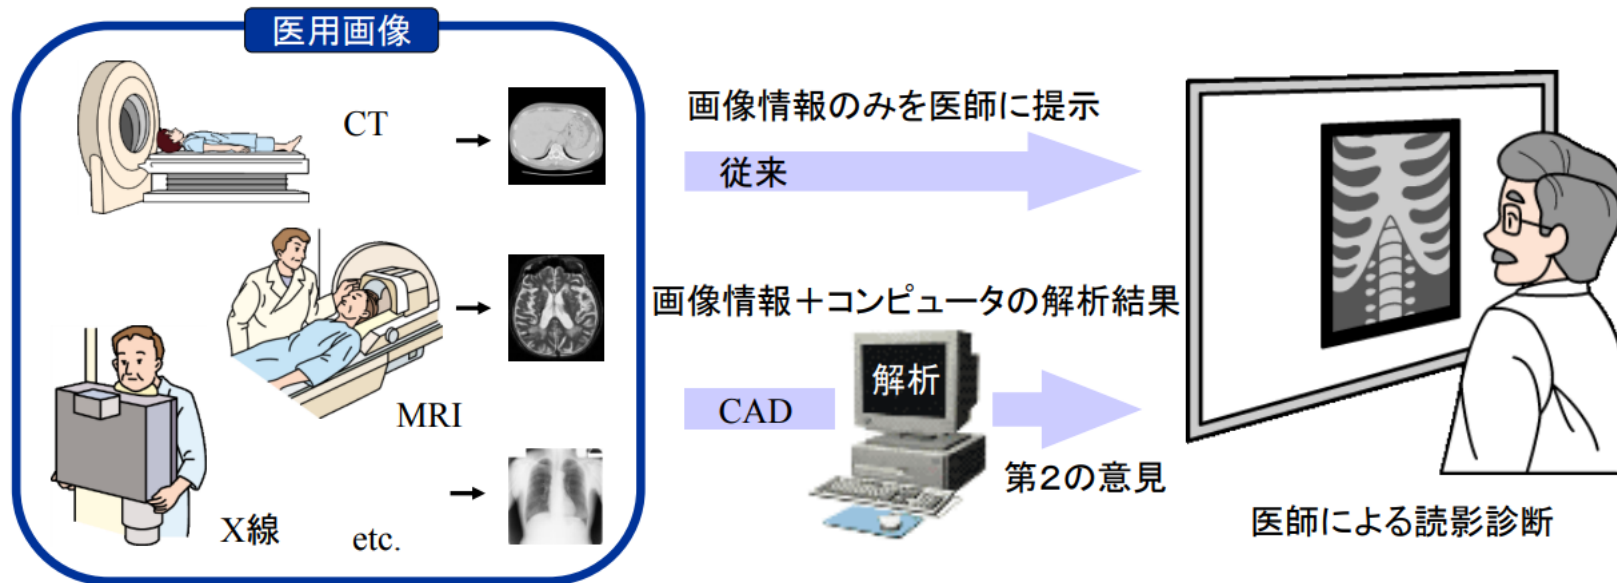 医用画像
CT
MRI
X線
etc.
画像情報のみを医師に提示
従来
画像情報＋コンピュータの解析結果
CAD
解析
第２の意見
医師による読影診断